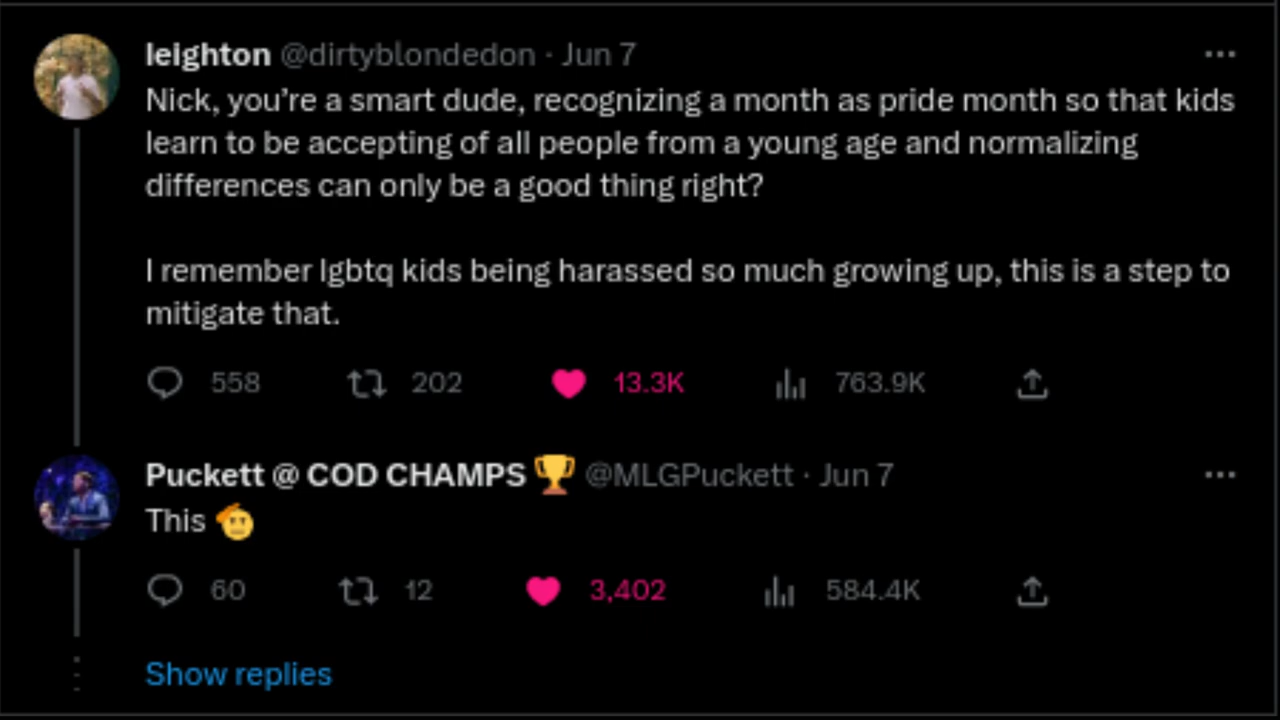 leighton @dirtyblondedon · Jun 7
Nick, you're a smart dude, recognizing a month as pride month so that kids
learn to be accepting of all people from a young age and normalizing
differences can only be a good thing right?
I remember lgbtq kids being harassed so much growing up, this is a step to
mitigate that.
558 202 13.3K 763.9K
Puckett @ COD CHAMPS 🏆 @MLGPuckett · Jun 7
This 🫡
60 12 3,402 584.4K
Show replies